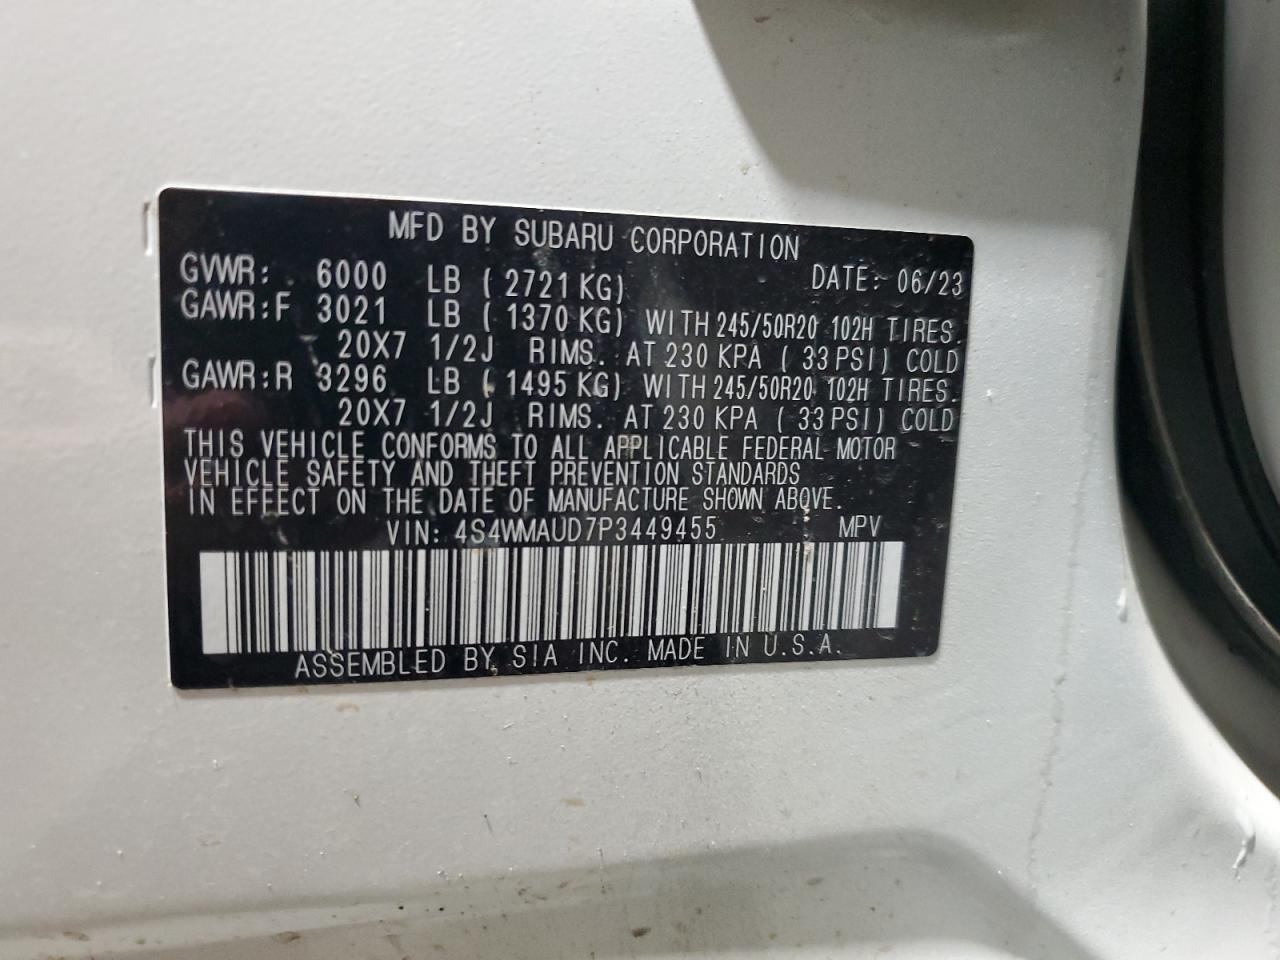 MFD BY SUBARU CORPORATION
GVWR: 6000 LB ( 2721 KG) DATE: 06/23
GAWR:F 3021 LB ( 1370 KG) WITH 245/50R20 102H TIRES.
20X7 1/2J RIMS. AT 230 KPA ( 33 PSI) COLD
GAWR:R 3296 LB ( 1495 KG) WITH 245/50R20 102H TIRES.
20X7 1/2J RIMS. AT 230 KPA ( 33 PSI) COLD
THIS VEHICLE CONFORMS TO ALL APPLICABLE FEDERAL MOTOR
VEHICLE SAFETY AND THEFT PREVENTION STANDARDS
IN EFFECT ON THE DATE OF MANUFACTURE SHOWN ABOVE.
VIN: 4S4WMAUD7P3449455 MPV
ASSEMBLED BY SIA INC. MADE IN U.S.A.